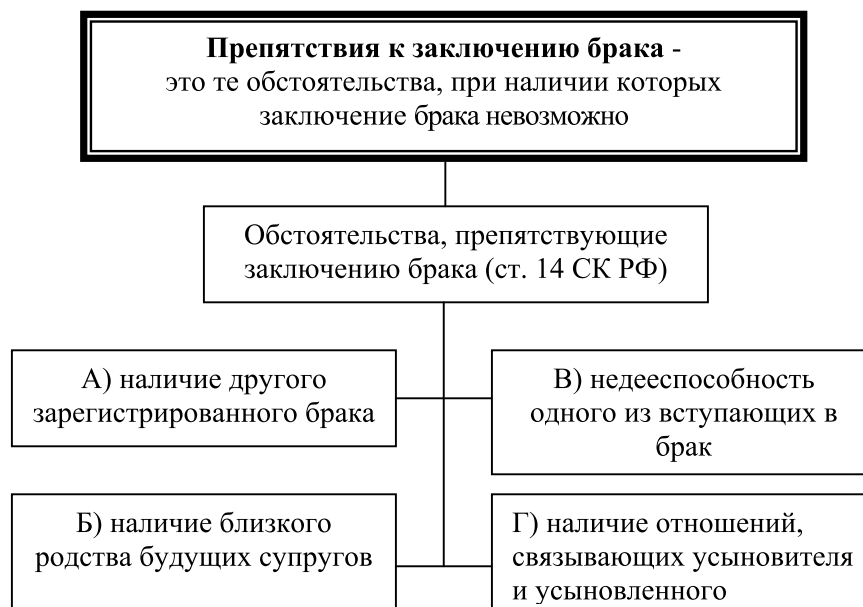 Препятствия к заключению брака -
это те обстоятельства, при наличии которых
заключение брака невозможно
Обстоятельства, препятствующие
заключению брака (ст. 14 СК РФ)
А) наличие другого
зарегистрированного брака
В) недееспособность
одного из вступающих в
брак
Б) наличие близкого
родства будущих супругов
Г) наличие отношений,
связывающих усыновителя
и усыновленного